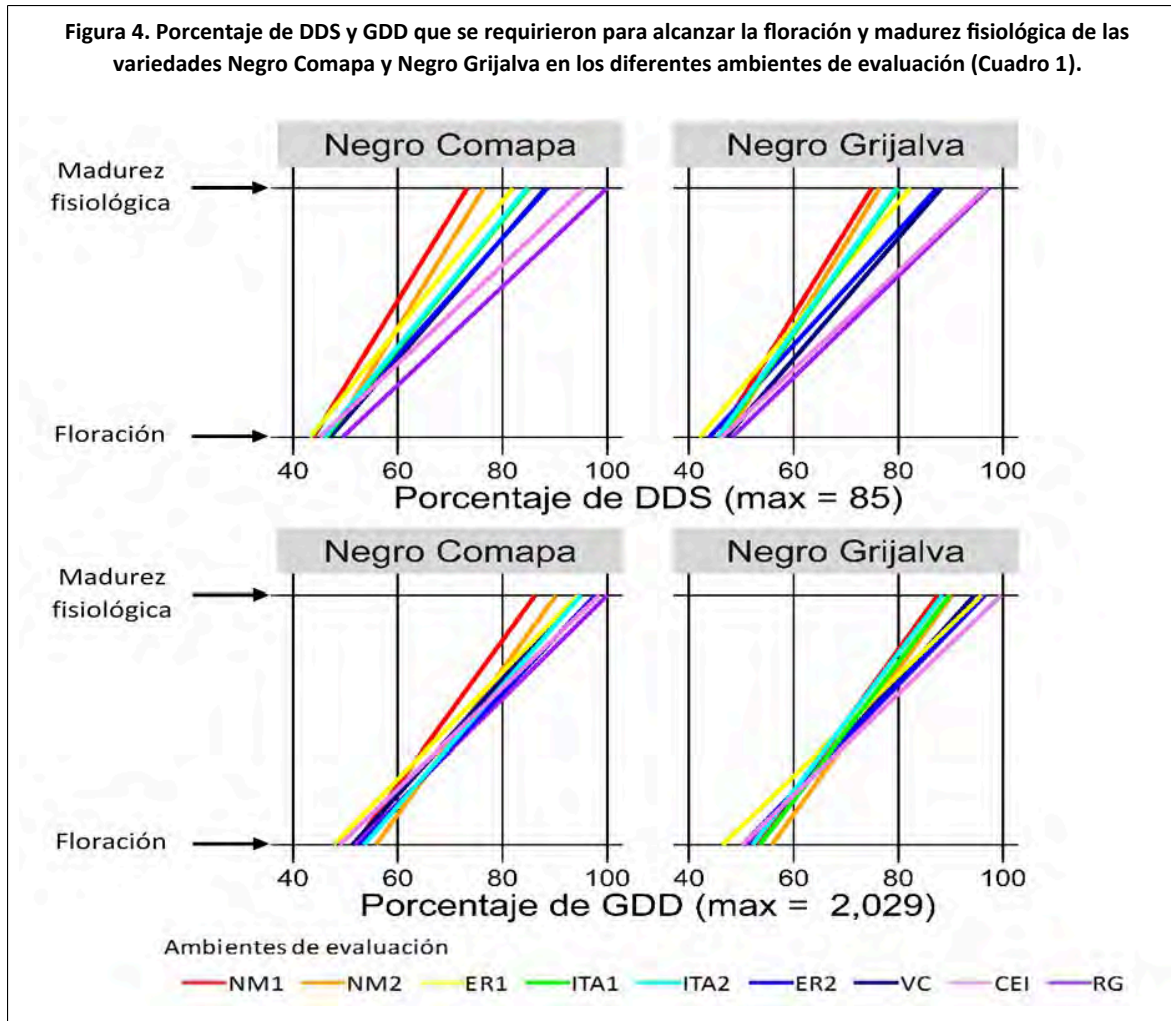 Figura 4. Porcentaje de DDS y GDD que se requirieron para alcanzar la floración y madurez fisiológica de las
variedades Negro Comapa y Negro Grijalva en los diferentes ambientes de evaluación (Cuadro 1).
Negro Comapa Negro Grijalva
Madurez
fisiológica
Floración
40 60 80 100 40 60 80 100
Porcentaje de DDS (max = 85)
Negro Comapa Negro Grijalva
Madurez
fisiológica
Floración
40 60 80 100 40 60 80 100
Porcentaje de GDD (max = 2,029)
Ambientes de evaluación
NM1 NM2 ER1 ITA1 ITA2 ER2 VC CEI RG